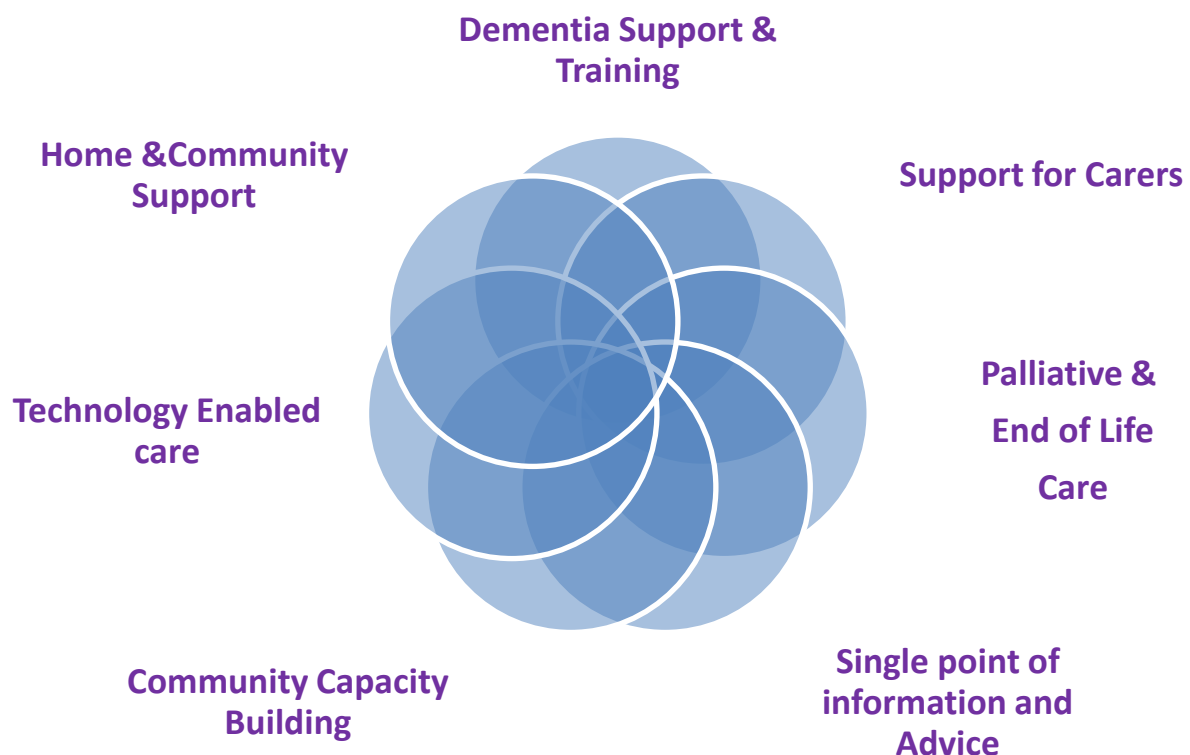 Dementia Support &
Training
Home &Community
Support
Support for Carers
Technology Enabled
care
Palliative &
End of Life
Care
Community Capacity
Building
Single point of
information and
Advice